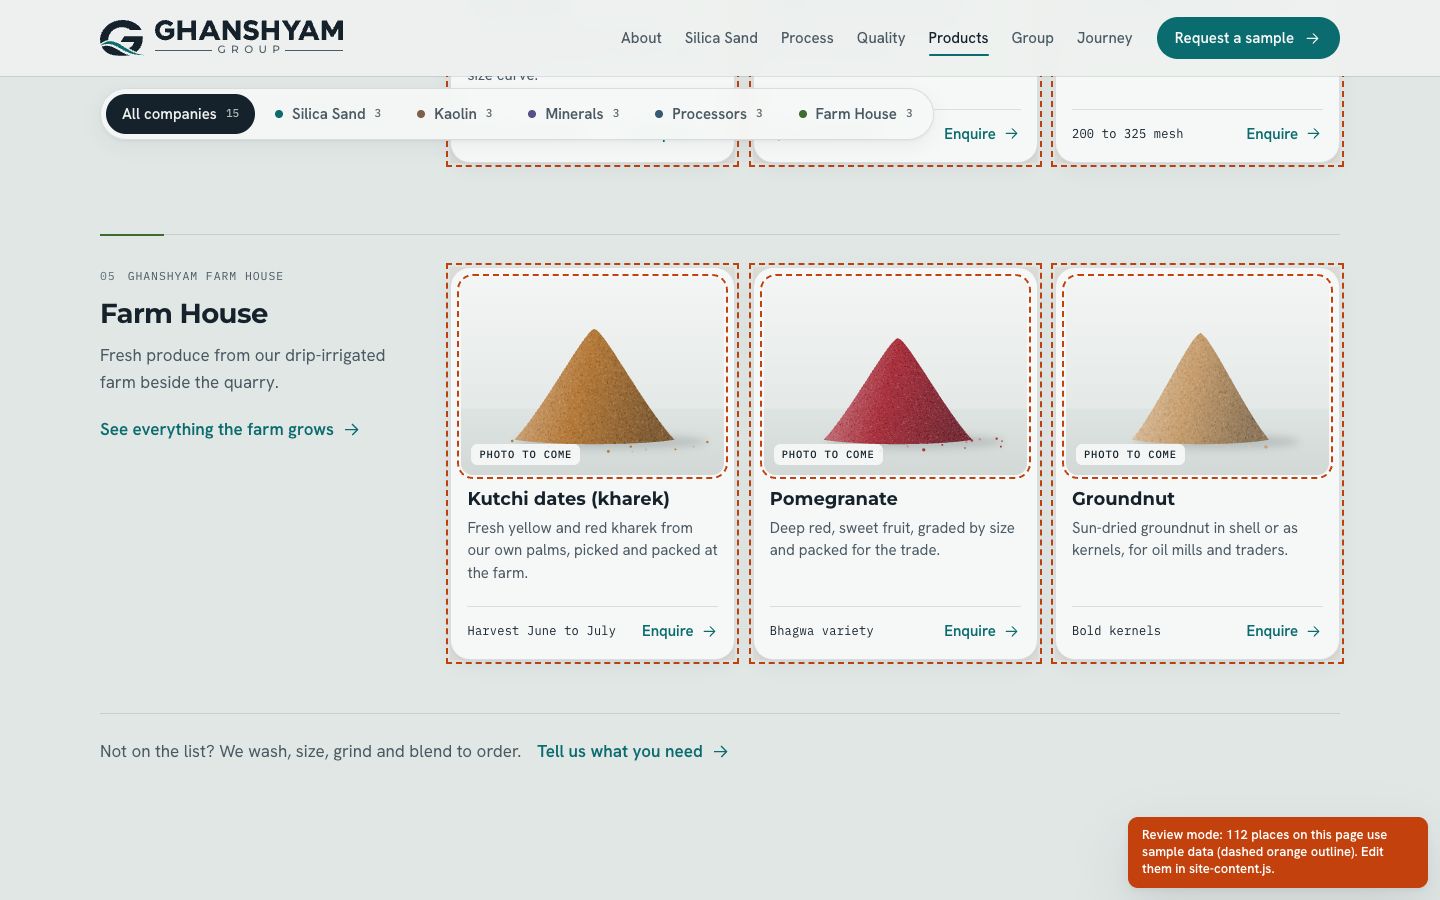 GHANSHYAM
GROUP
About
Silica Sand
Process
Quality
Products
Group
Journey
Request a sample →
size curve.
All companies 15
Silica Sand 3
Kaolin 3
Minerals 3
Processors 3
Farm House 3
Enquire →
200 to 325 mesh
Enquire →
05 GHANSHYAM FARM HOUSE
Farm House
Fresh produce from our drip-irrigated
farm beside the quarry.
See everything the farm grows →
PHOTO TO COME
Kutchi dates (kharek)
Fresh yellow and red kharek from
our own palms, picked and packed at
the farm.
Harvest June to July
Enquire →
PHOTO TO COME
Pomegranate
Deep red, sweet fruit, graded by size
and packed for the trade.
Bhagwa variety
Enquire →
PHOTO TO COME
Groundnut
Sun-dried groundnut in shell or as
kernels, for oil mills and traders.
Bold kernels
Enquire →
Not on the list? We wash, size, grind and blend to order. Tell us what you need →
Review mode: 112 places on this page use
sample data (dashed orange outline). Edit
them in site-content.js.